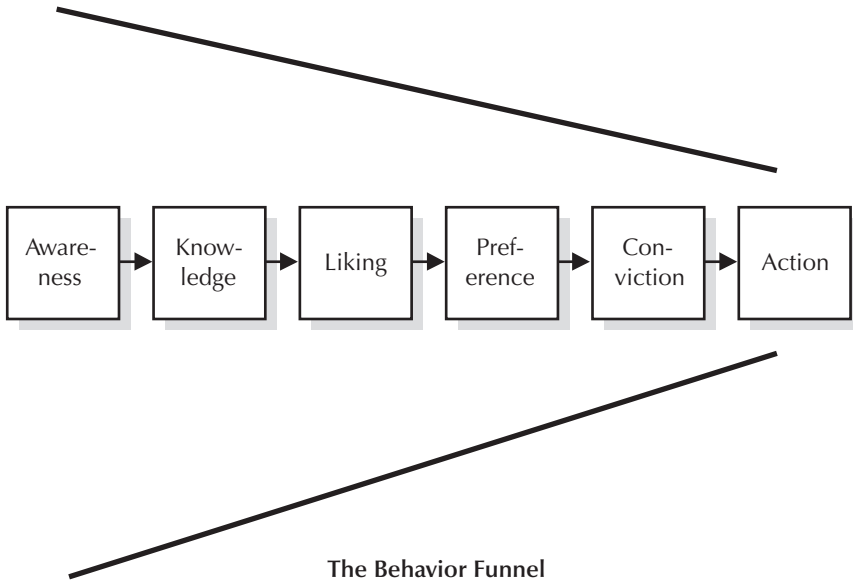 Aware-
ness
Know-
ledge
Liking
Pref-
erence
Con-
viction
Action
The Behavior Funnel